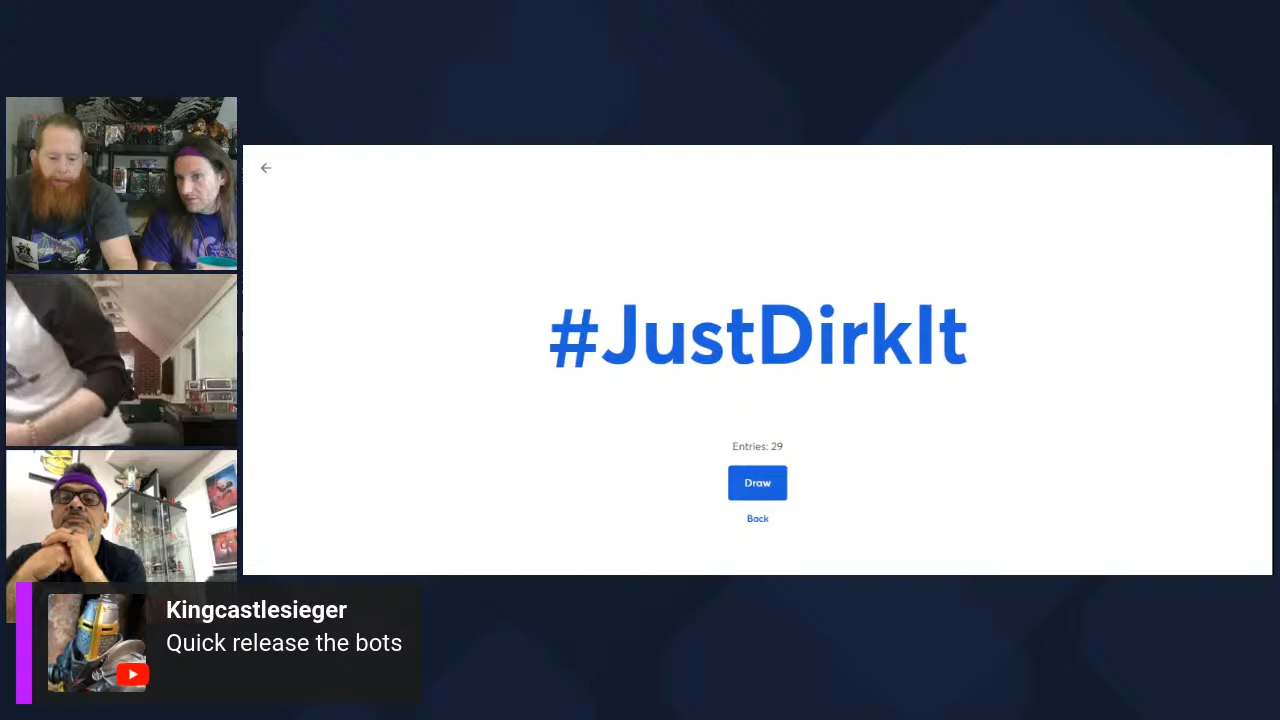 #JustDirkIt
Entries: 29
Draw
Back
Kingcastlesieger
Quick release the bots